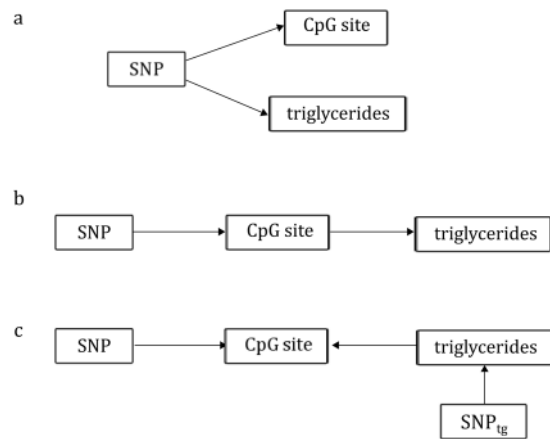 a
CpG site
SNP
triglycerides
b
SNP
CpG site
triglycerides
c
SNP
CpG site
triglycerides
SNPtg